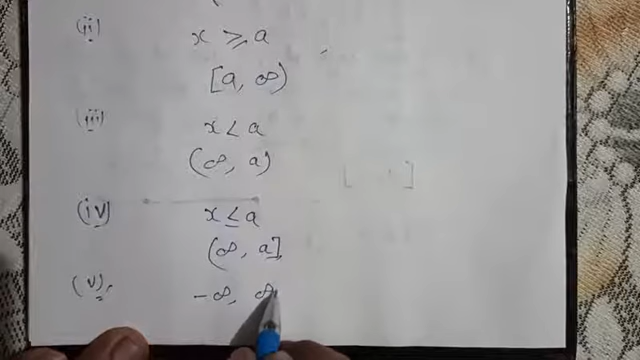 (ii) x ≥ a
[a, ∞)
(iii) x < a
(∞, a)
(iv) x ≤ a
(∞, a]
(v) -∞, ∞